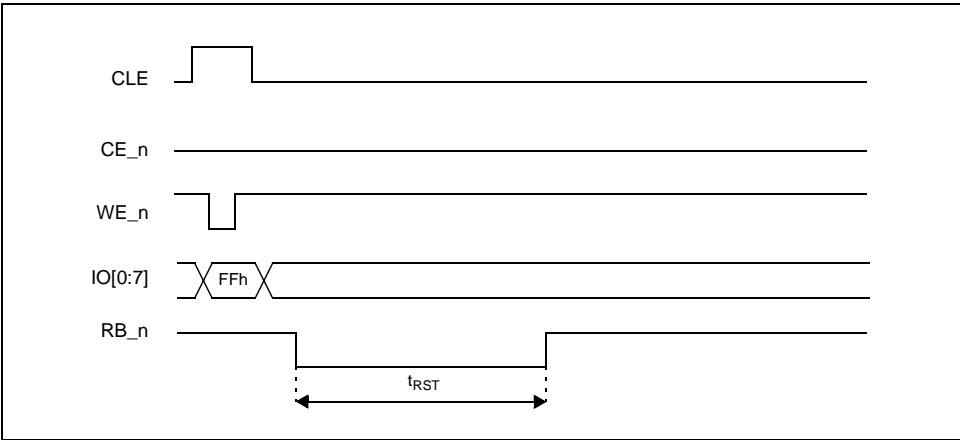 CLE
CE_n
WE_n
IO[0:7]
FFh
RB_n
tRST